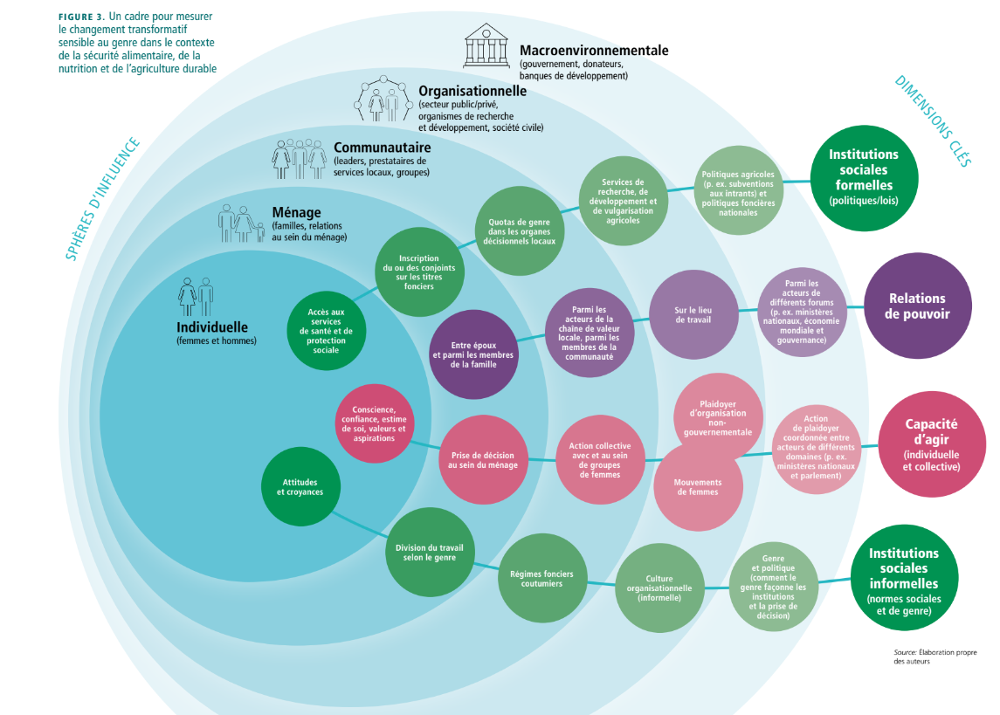 FIGURE 3. Un cadre pour mesurer
le changement transformatif
sensible au genre dans le contexte
de la sécurité alimentaire, de la
nutrition et de l’agriculture durable
SPHÈRES D’INFLUENCE
DIMENSIONS CLÉS
Macroenvironnementale
(gouvernement, donateurs,
banques de développement)
Organisationnelle
(secteur public/privé,
organismes de recherche
et développement, société civile)
Communautaire
(leaders, prestataires de
services locaux, groupes)
Ménage
(familles, relations
au sein du ménage)
Individuelle
(femmes et hommes)
Accès aux
services
de santé et de
protection
sociale
Inscription
du ou des conjoints
sur les titres
fonciers
Quotas de genre
dans les organes
décisionnels locaux
Services de
recherche, de
développement et
de vulgarisation
agricoles
Politiques agricoles
(p. ex. subventions
aux intrants) et
politiques foncières
nationales
Institutions
sociales
formelles
(politiques/lois)
Entre époux
et parmi les membres
de la famille
Parmi les
acteurs de la
chaîne de valeur
locale, parmi les
membres de la
communauté
Sur le lieu
de travail
Parmi les
acteurs de
différents forums
(p. ex. ministères
nationaux, économie
mondiale et
gouvernance)
Relations
de pouvoir
Conscience,
confiance, estime
de soi, valeurs et
aspirations
Prise de décision
au sein du ménage
Action collective
avec et au sein
de groupes
de femmes
Plaidoyer
d’organisation
non-
gouvernementale
Mouvements
de femmes
Action
de plaidoyer
coordonnée entre
acteurs de différents
domaines (p. ex.
ministères nationaux
et parlement)
Capacité
d’agir
(individuelle
et collective)
Attitudes
et croyances
Division du travail
selon le genre
Régimes fonciers
coutumiers
Culture
organisationnelle
(informelle)
Genre
et politique
(comment le
genre façonne les
institutions
et la prise de
décision)
Institutions
sociales
informelles
(normes sociales
et de genre)
Source: Élaboration propre
des auteurs